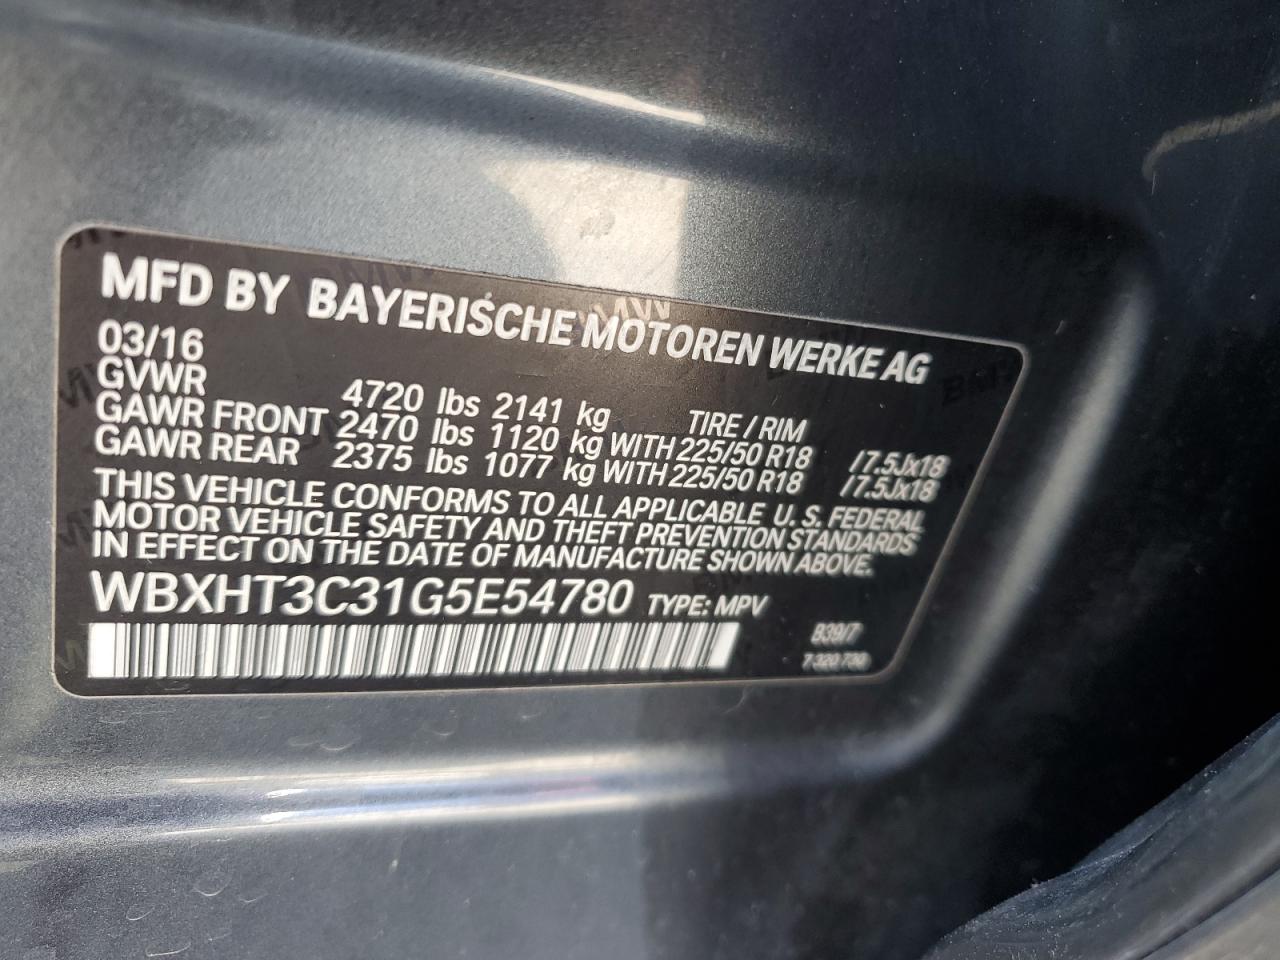 MFD BY BAYERISCHE MOTOREN WERKE AG
03/16
GVWR 4720 lbs 2141 kg TIRE / RIM
GAWR FRONT 2470 lbs 1120 kg WITH 225/50 R18 /7.5Jx18
GAWR REAR 2375 lbs 1077 kg WITH 225/50 R18 /7.5Jx18
THIS VEHICLE CONFORMS TO ALL APPLICABLE U. S. FEDERAL
MOTOR VEHICLE SAFETY AND THEFT PREVENTION STANDARDS
IN EFFECT ON THE DATE OF MANUFACTURE SHOWN ABOVE.
WBXHT3C31G5E54780 TYPE: MPV
B39/7
7 320 730